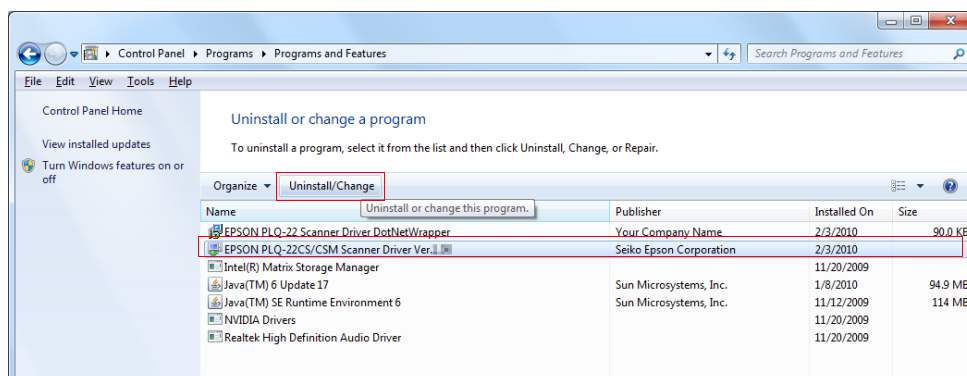 Control Panel Programs Programs and Features Search Programs and Features
File Edit View Tools Help
Control Panel Home
View installed updates
Turn Windows features on or
off
Uninstall or change a program
To uninstall a program, select it from the list and then click Uninstall, Change, or Repair.
Organize Uninstall/Change
Uninstall or change this program.
Name Publisher Installed On Size
EPSON PLQ-22 Scanner Driver DotNetWrapper Your Company Name 2/3/2010 90.0 KB
EPSON PLQ-22CS/CSM Scanner Driver Ver. Seiko Epson Corporation 2/3/2010
Intel(R) Matrix Storage Manager 11/20/2009
Java(TM) 6 Update 17 Sun Microsystems, Inc. 1/8/2010 94.9 MB
Java(TM) SE Runtime Environment 6 Sun Microsystems, Inc. 11/12/2009 114 MB
NVIDIA Drivers 11/20/2009
Realtek High Definition Audio Driver 11/20/2009